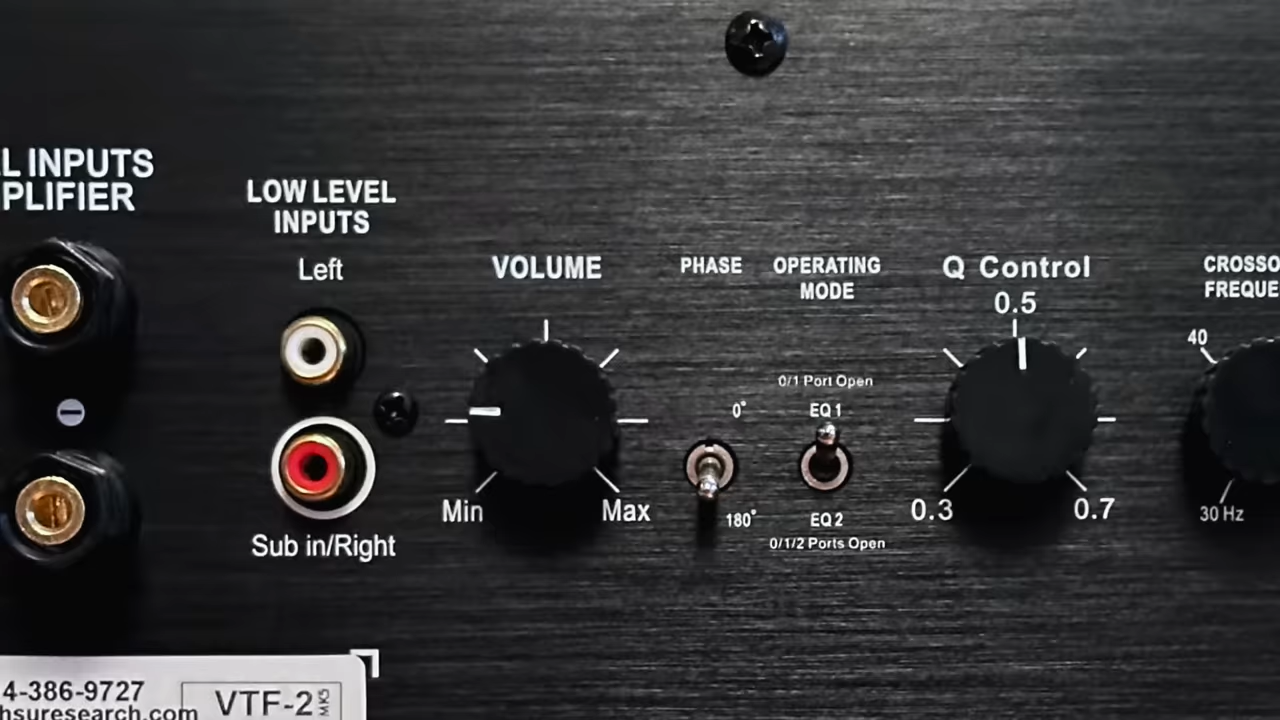 L INPUTS
PLIFIER
LOW LEVEL
INPUTS
Left
Sub in/Right
VOLUME
Min
Max
PHASE
0°
180°
OPERATING
MODE
0/1 Port Open
EQ 1
EQ 2
0/1/2 Ports Open
Q Control
0.5
0.3
0.7
CROSSO
FREQUE
40
30 Hz
4-386-9727
hsuresearch.com
VTF-2 MK5